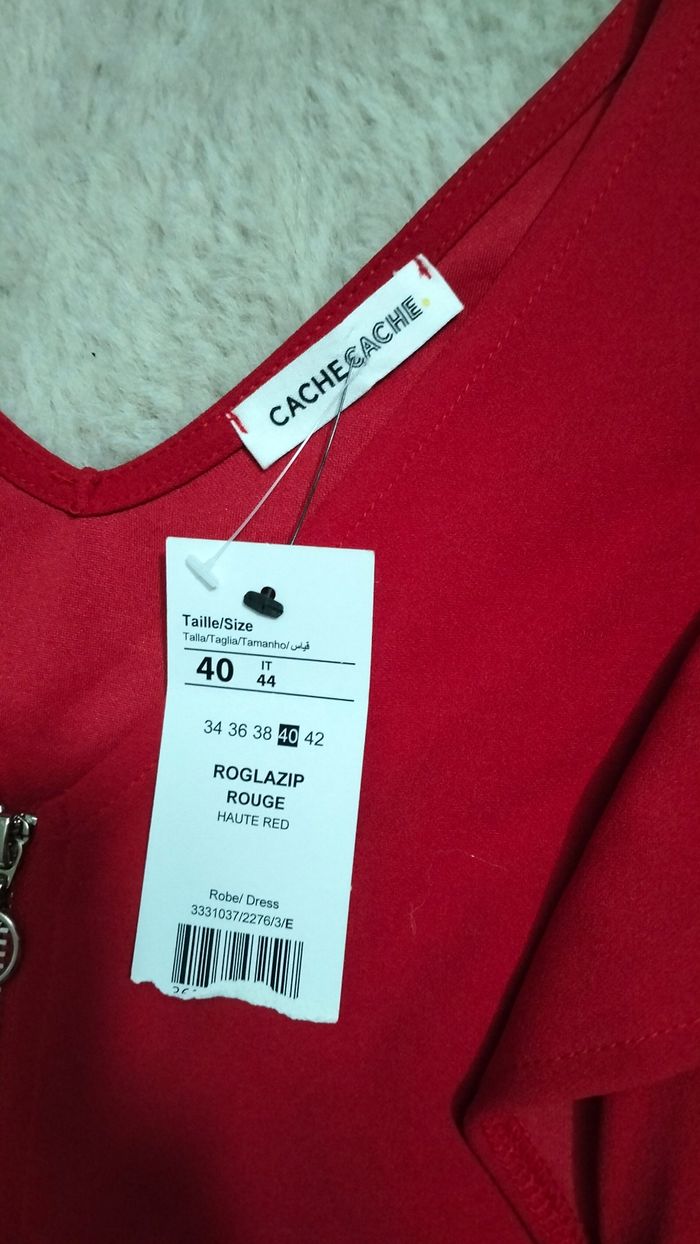 CACHECACHE.
Taille/Size
Talla/Taglia/Tamanho/قياس
40 IT 44
34 36 38 40 42
ROGLAZIP
ROUGE
HAUTE RED
Robe/ Dress
3331037/2276/3/E